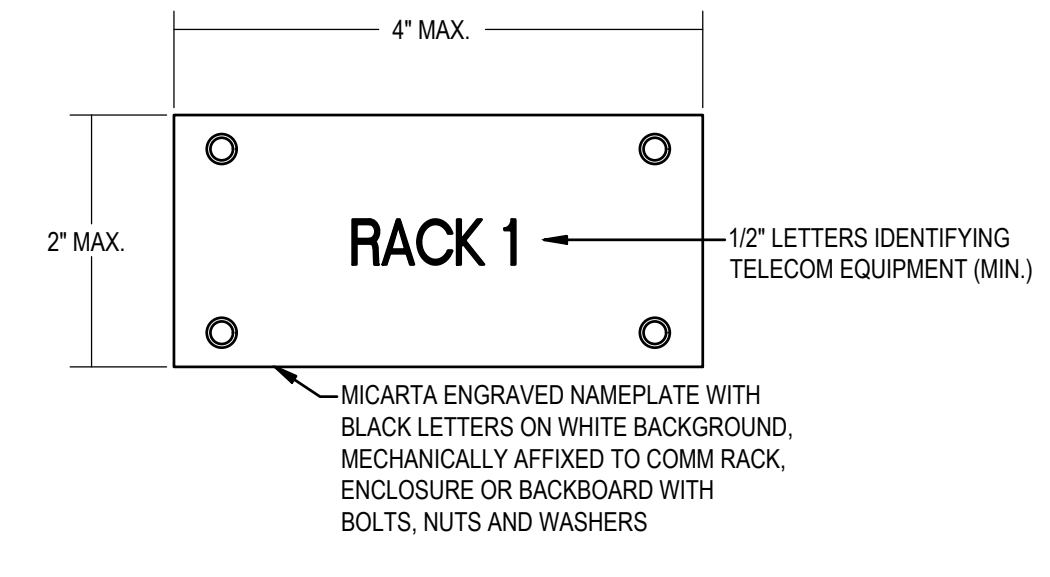 4" MAX.
2" MAX.
RACK 1
1/2" LETTERS IDENTIFYING
TELECOM EQUIPMENT (MIN.)
MICARTA ENGRAVED NAMEPLATE WITH
BLACK LETTERS ON WHITE BACKGROUND,
MECHANICALLY AFFIXED TO COMM RACK,
ENCLOSURE OR BACKBOARD WITH
BOLTS, NUTS AND WASHERS